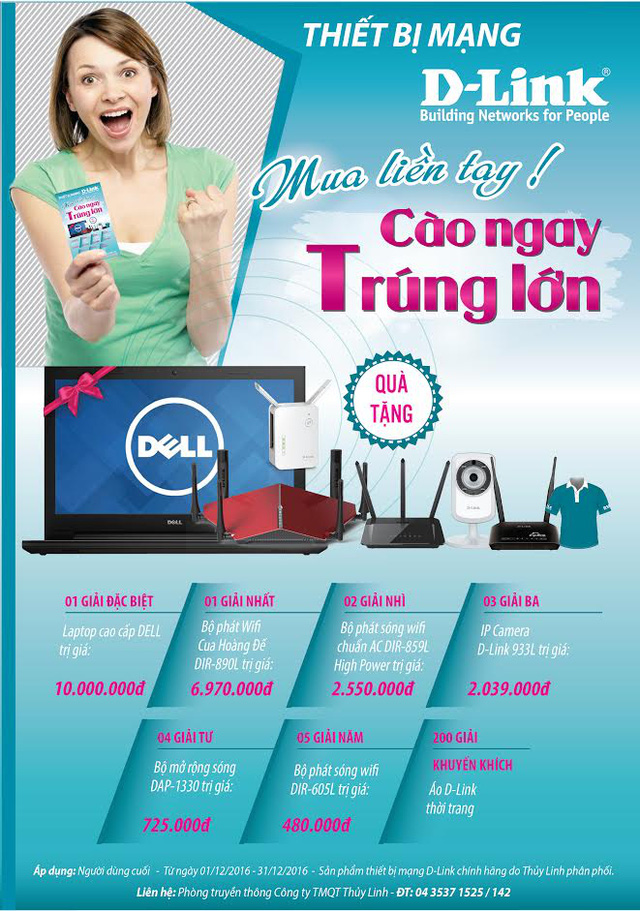 THIẾT BỊ MẠNG
D-Link®
Building Networks for People
Mua liền tay !
Cào ngay
Trúng lớn
D-Link
Cào ngay
Trúng lớn
QUÀ
TẶNG
DELL
DELL
D-Link
01 GIẢI ĐẶC BIỆT
Laptop cao cấp DELL
trị giá:
10.000.000đ
01 GIẢI NHẤT
Bộ phát Wifi
Cua Hoàng Đế
DIR-890L trị giá:
6.970.000đ
02 GIẢI NHÌ
Bộ phát sóng wifi
chuẩn AC DIR-859L
High Power trị giá:
2.550.000đ
03 GIẢI BA
IP Camera
D-Link 933L trị giá:
2.039.000đ
04 GIẢI TƯ
Bộ mở rộng sóng
DAP-1330 trị giá:
725.000đ
05 GIẢI NĂM
Bộ phát sóng wifi
DIR-605L trị giá:
480.000đ
200 GIẢI
KHUYẾN KHÍCH
Áo D-Link
thời trang
Áp dụng: Người dùng cuối - Từ ngày 01/12/2016 - 31/12/2016 - Sản phẩm thiết bị mạng D-Link chính hãng do Thủy Linh phân phối.
Liên hệ: Phòng truyền thông Công ty TMQT Thủy Linh - ĐT: 04 3537 1525 / 142